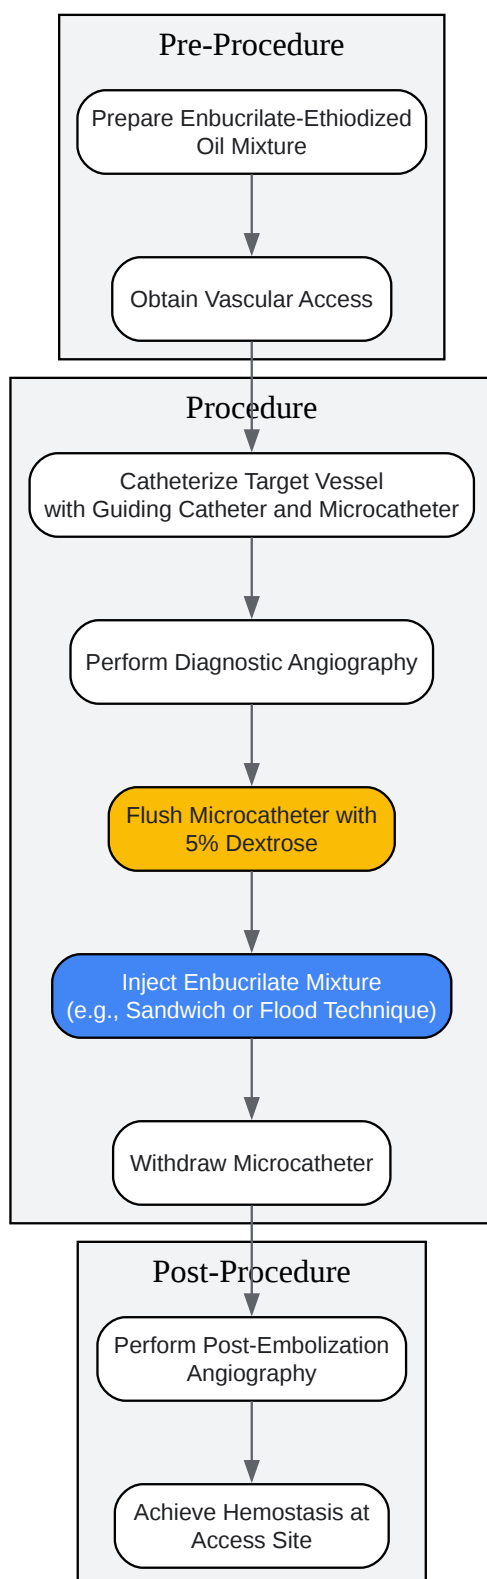 Pre-Procedure
Prepare Enbucrilate-Ethiodized
Oil Mixture
Obtain Vascular Access
Procedure
Catheterize Target Vessel
with Guiding Catheter and Microcatheter
Perform Diagnostic Angiography
Flush Microcatheter with
5% Dextrose
Inject Enbucrilate Mixture
(e.g., Sandwich or Flood Technique)
Withdraw Microcatheter
Post-Procedure
Perform Post-Embolization
Angiography
Achieve Hemostasis at
Access Site